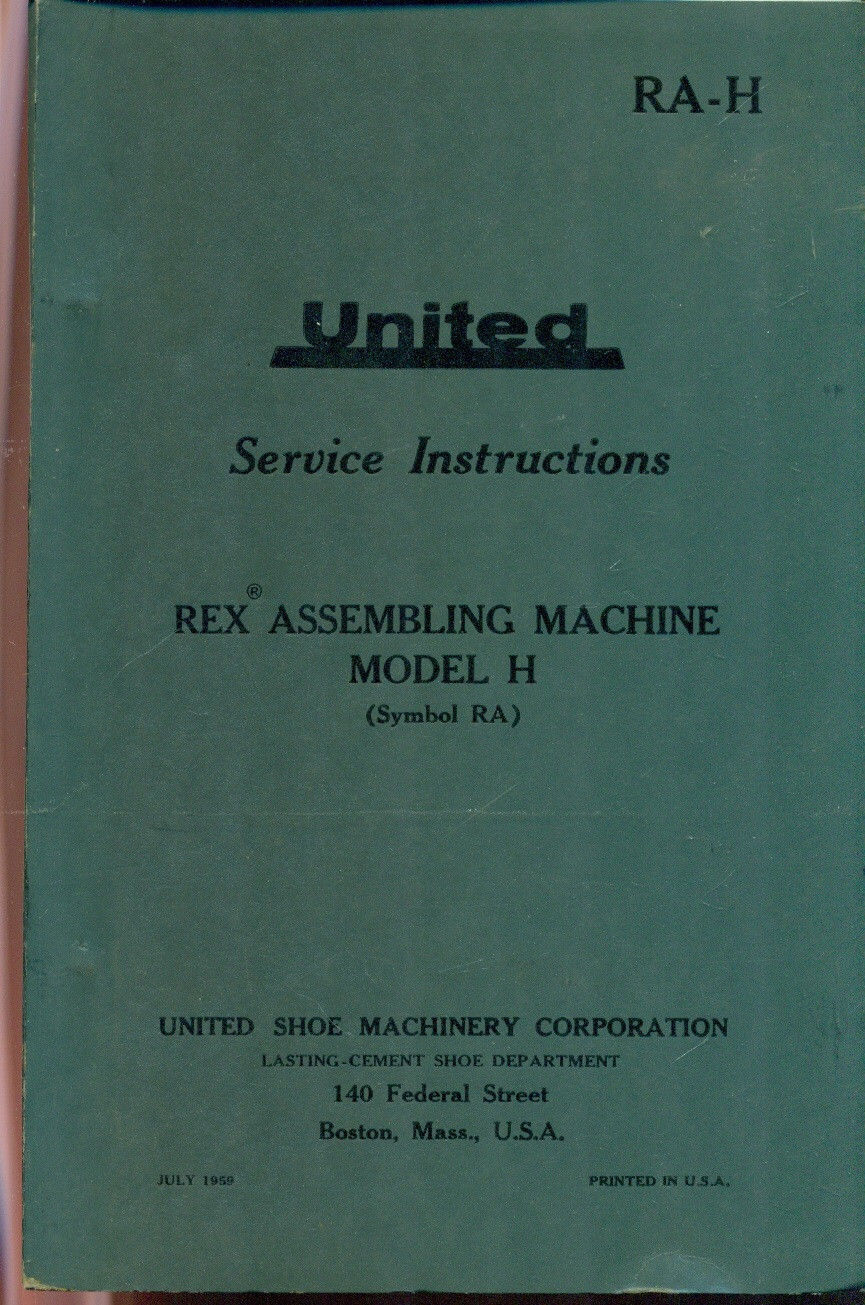 RA-H
United
Service Instructions
REX® ASSEMBLING MACHINE
MODEL H
(Symbol RA)
UNITED SHOE MACHINERY CORPORATION
LASTING-CEMENT SHOE DEPARTMENT
140 Federal Street
Boston, Mass., U.S.A.
JULY 1959
PRINTED IN U.S.A.